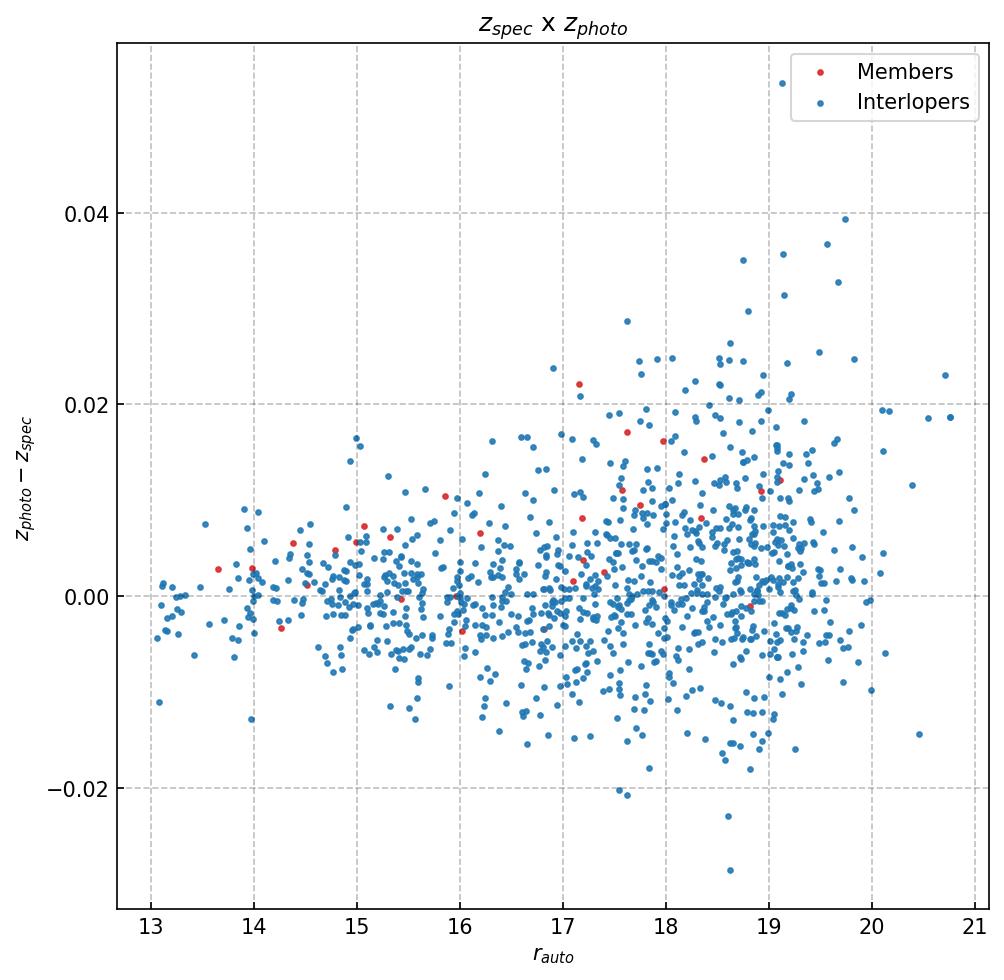 z_spec x z_photo
Members
Interlopers
z_photo − z_spec
0.04
0.02
0.00
−0.02
13 14 15 16 17 18 19 20 21
r_auto